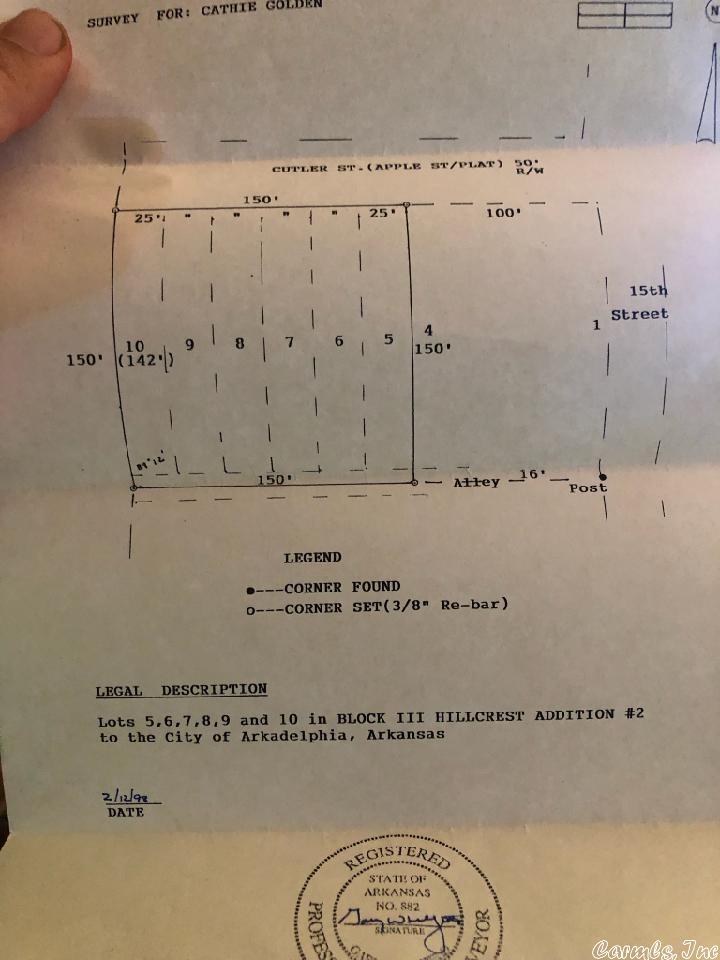 SURVEY FOR: CATHIE GOLDEN
N
CUTLER ST.(APPLE ST/PLAT) 50'
R/W
150'
25' " " " " 25'
100'
15th
Street
10 9 8 7 6 5 4 1
150' (142') 150'
150'
Alley 16'
Post
LEGEND
●---CORNER FOUND
o---CORNER SET(3/8" Re-bar)
LEGAL DESCRIPTION
Lots 5,6,7,8,9 and 10 in BLOCK III HILLCREST ADDITION #2
to the City of Arkadelphia, Arkansas
2/12/98
DATE
REGISTERED
STATE OF
ARKANSAS
NO. 882
SIGNATURE
Carmls, Inc